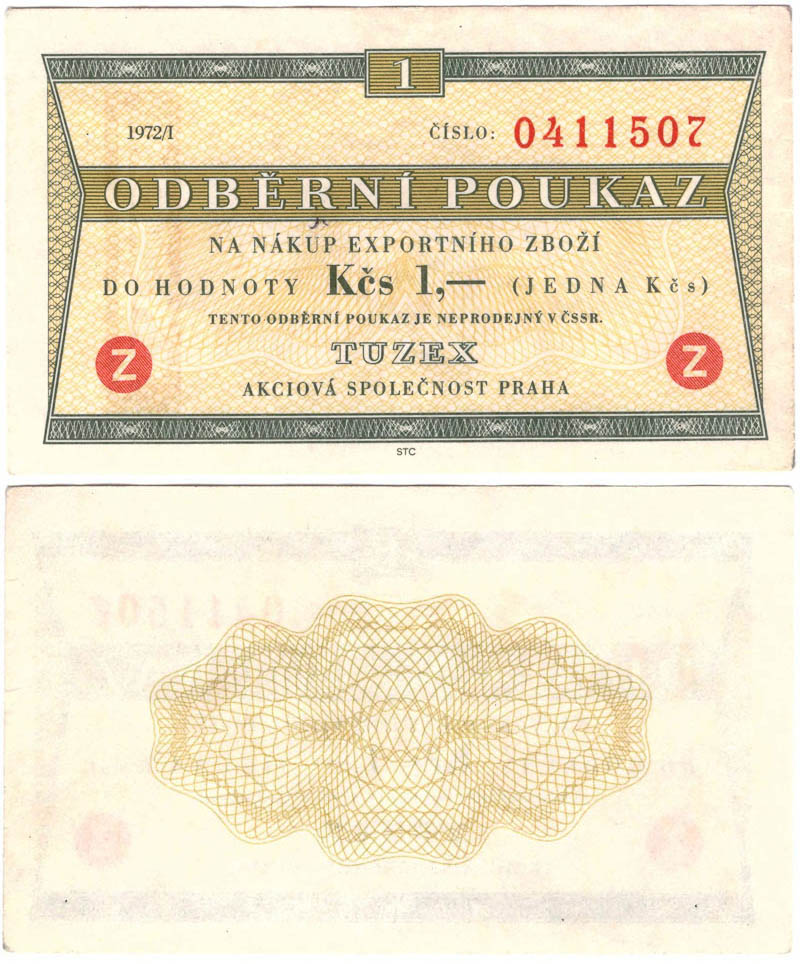 1
1972/I ČÍSLO: 0411507
ODBĚRNÍ POUKAZ
NA NÁKUP EXPORTNÍHO ZBOŽÍ
DO HODNOTY Kčs 1,— (JEDNA Kčs)
TENTO ODBĚRNÍ POUKAZ JE NEPRODEJNÝ V ČSSR.
Z TUZEX Z
AKCIOVÁ SPOLEČNOST PRAHA
STC